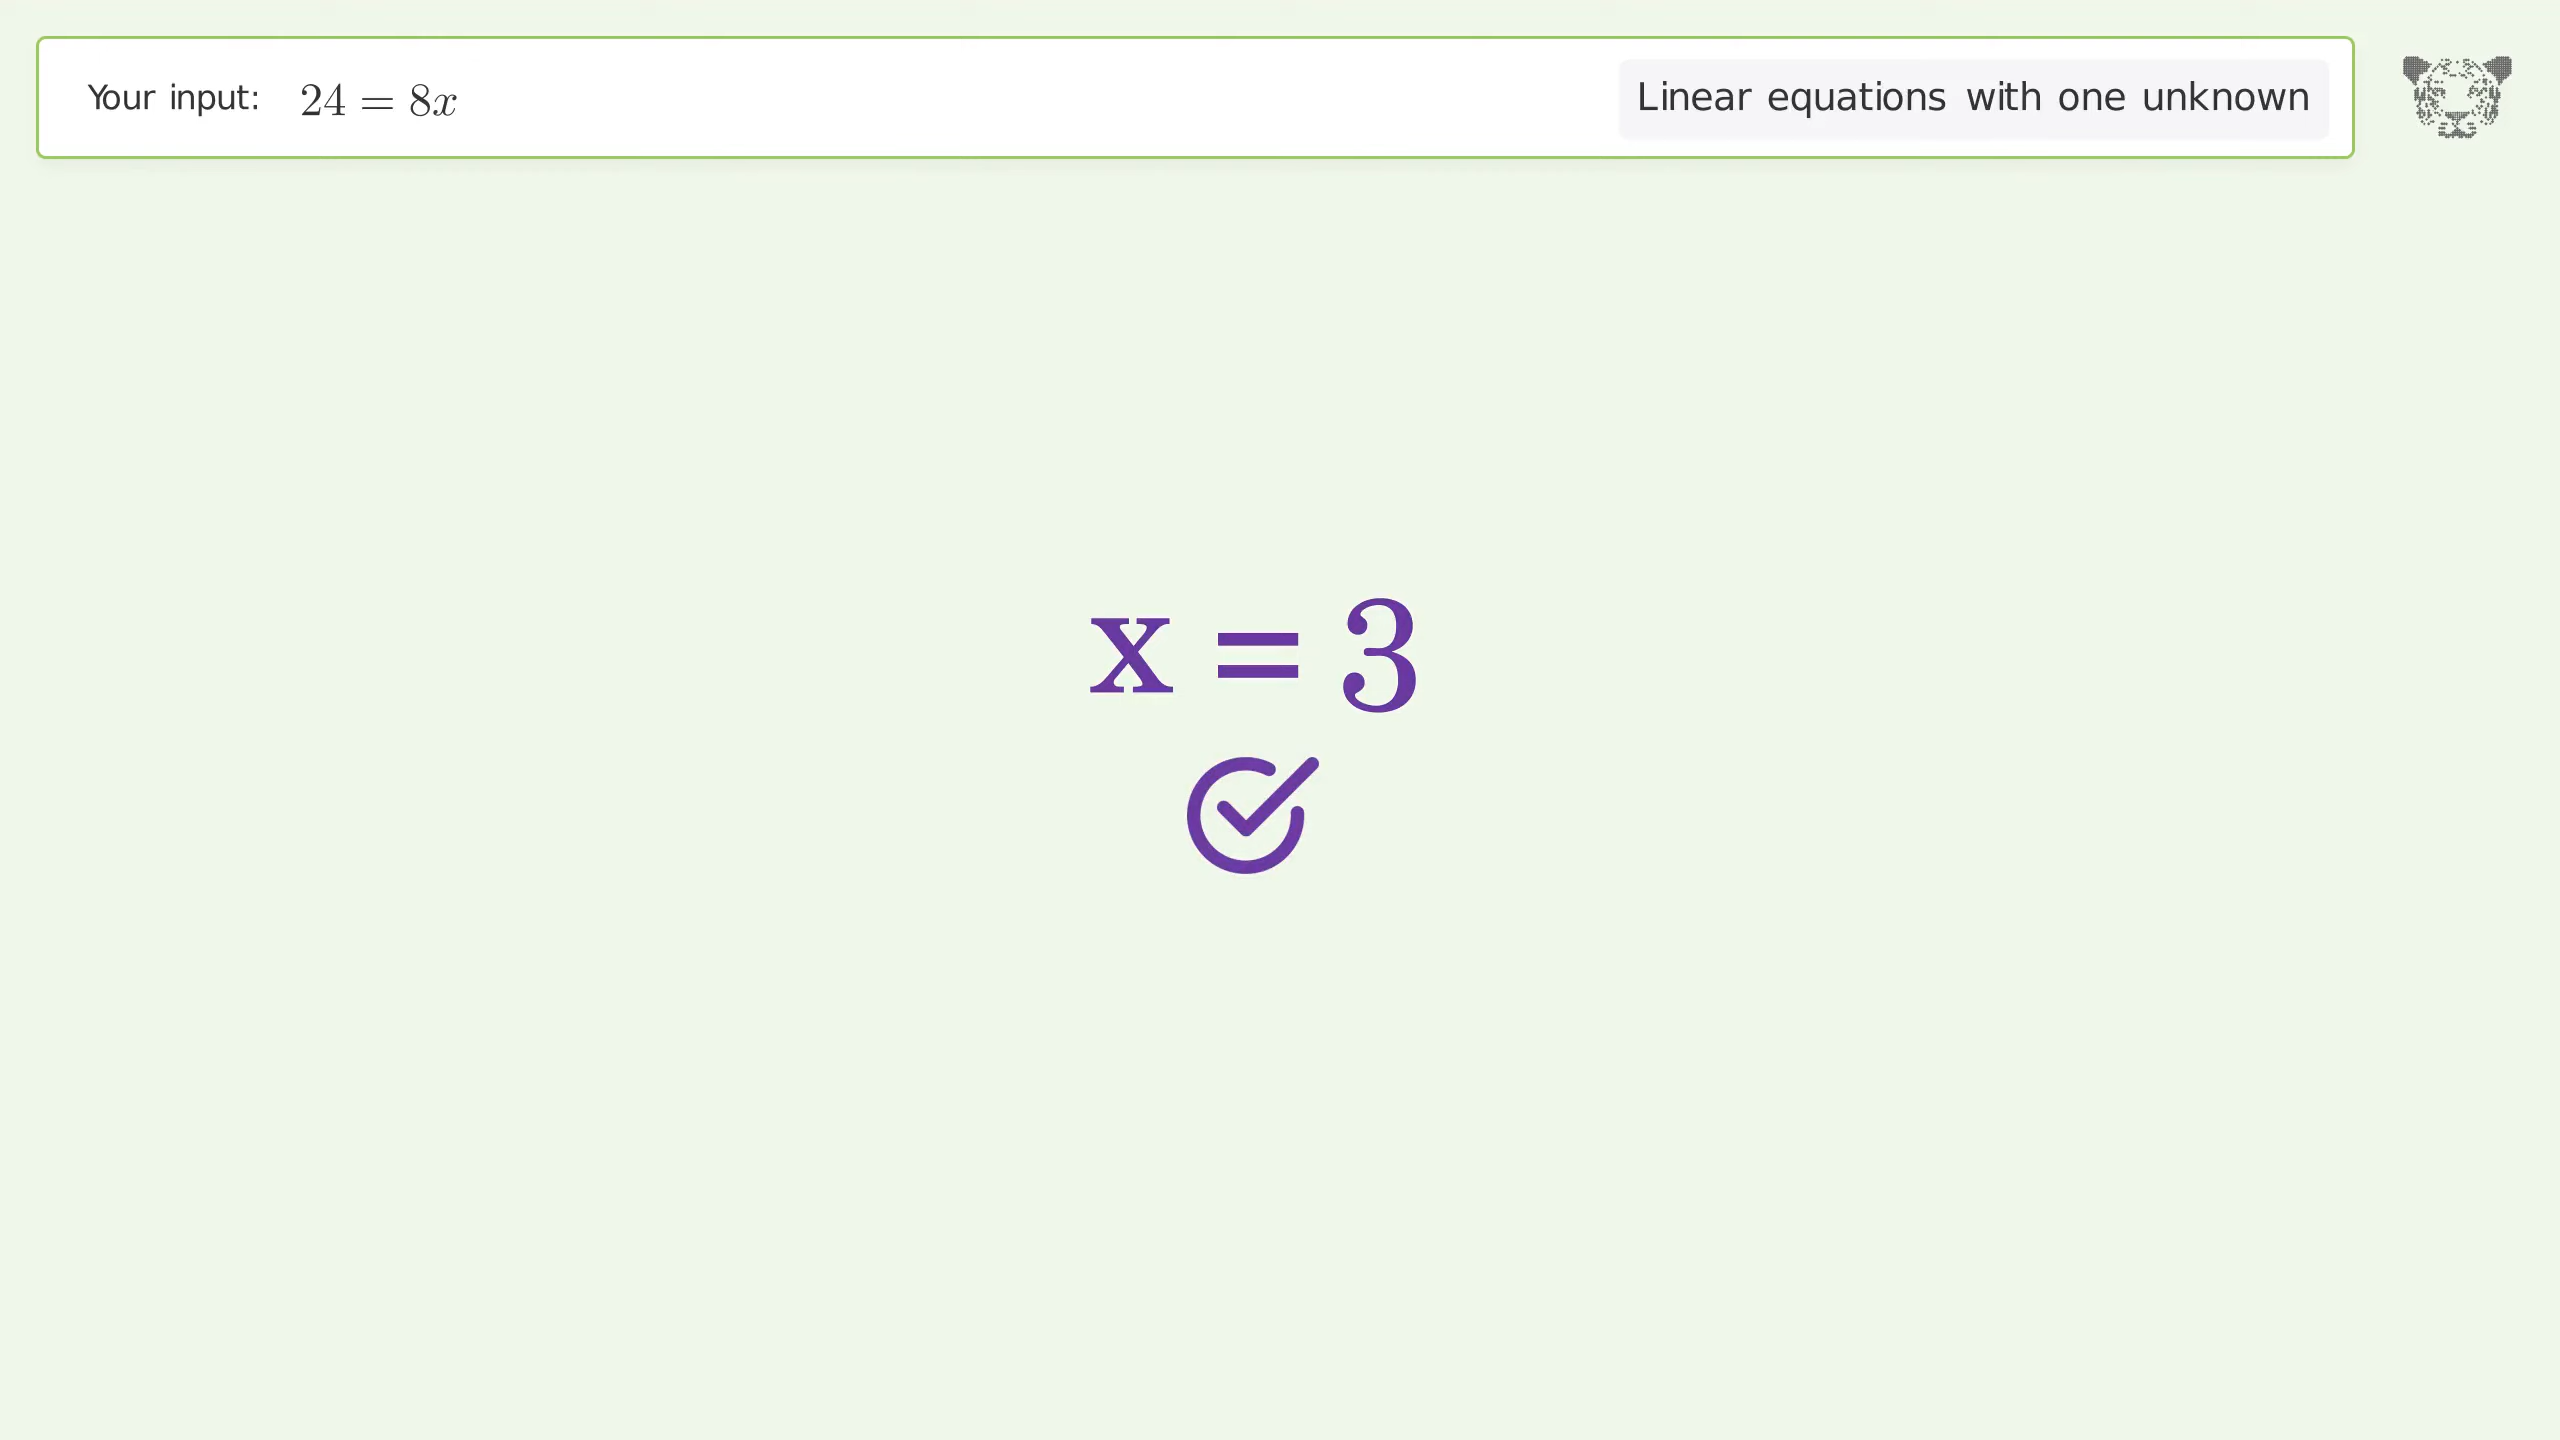 Your input: 24 = 8x
Linear equations with one unknown
x = 3